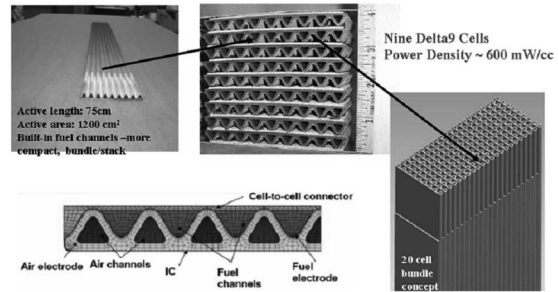 Nine Delta9 Cells
Power Density ~ 600 mW/cc
Active length: 75cm
Active area: 1200 cm²
Built-in fuel channels –more
compact, bundle/stack
Cell-to-cell connector
Air electrode
Air channels
IC
Fuel
channels
Fuel
electrode
20 cell
bundle
concept